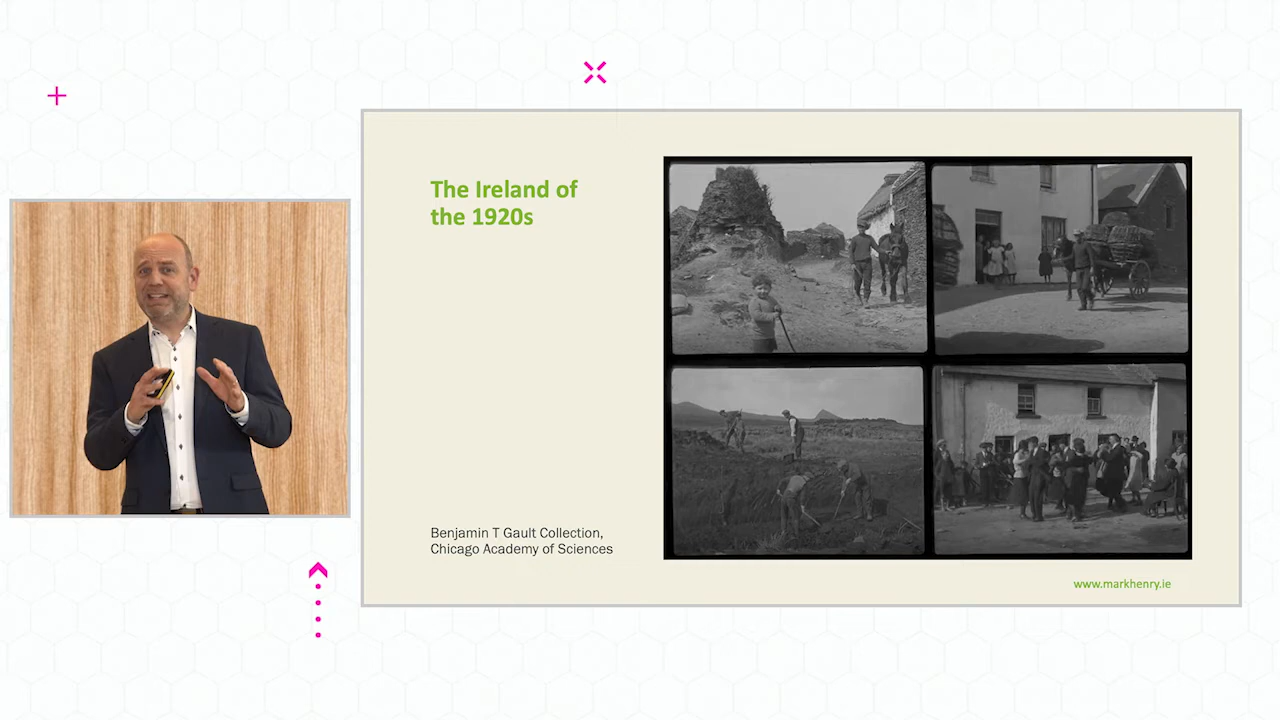 The Ireland of
the 1920s
Benjamin T Gault Collection,
Chicago Academy of Sciences
www.markhenry.ie